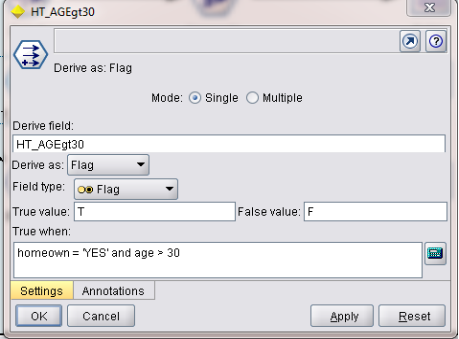 HT_AGEgt30
Derive as: Flag
Mode: Single Multiple
Derive field:
HT_AGEgt30
Derive as: Flag
Field type: Flag
True value: T False value: F
True when:
homeown = 'YES' and age > 30
Settings Annotations
OK Cancel Apply Reset